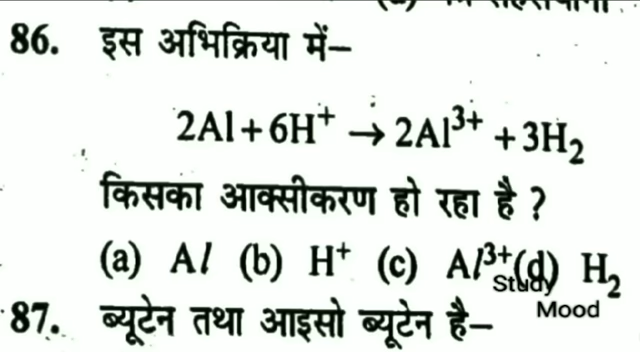 86. इस अभिक्रिया में–
2Al+6H⁺ → 2Al³⁺ +3H₂
किसका आक्सीकरण हो रहा है ?
(a) Al (b) H⁺ (c) Al³⁺ (d) H₂
Study
Mood
87. ब्यूटेन तथा आइसो ब्यूटेन है–